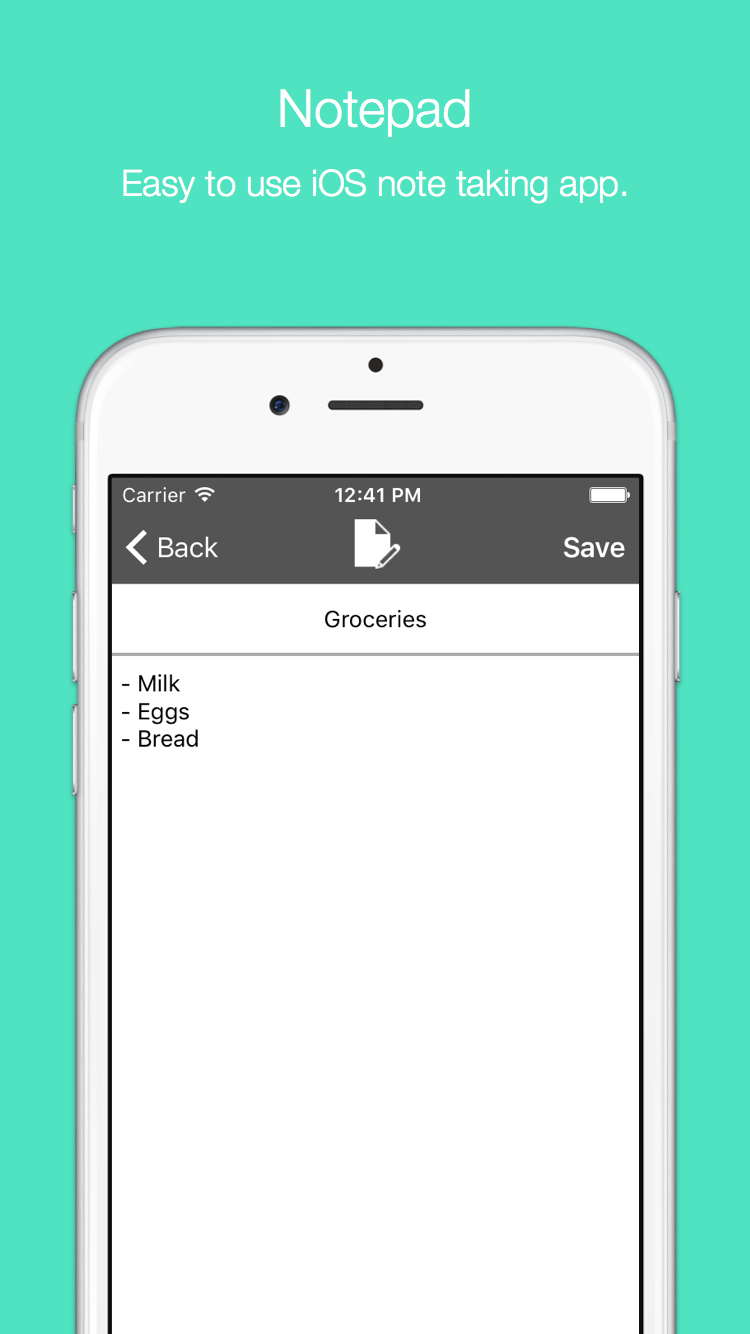 Notepad
Easy to use iOS note taking app.
Carrier 12:41 PM
Back Save
Groceries
- Milk
- Eggs
- Bread